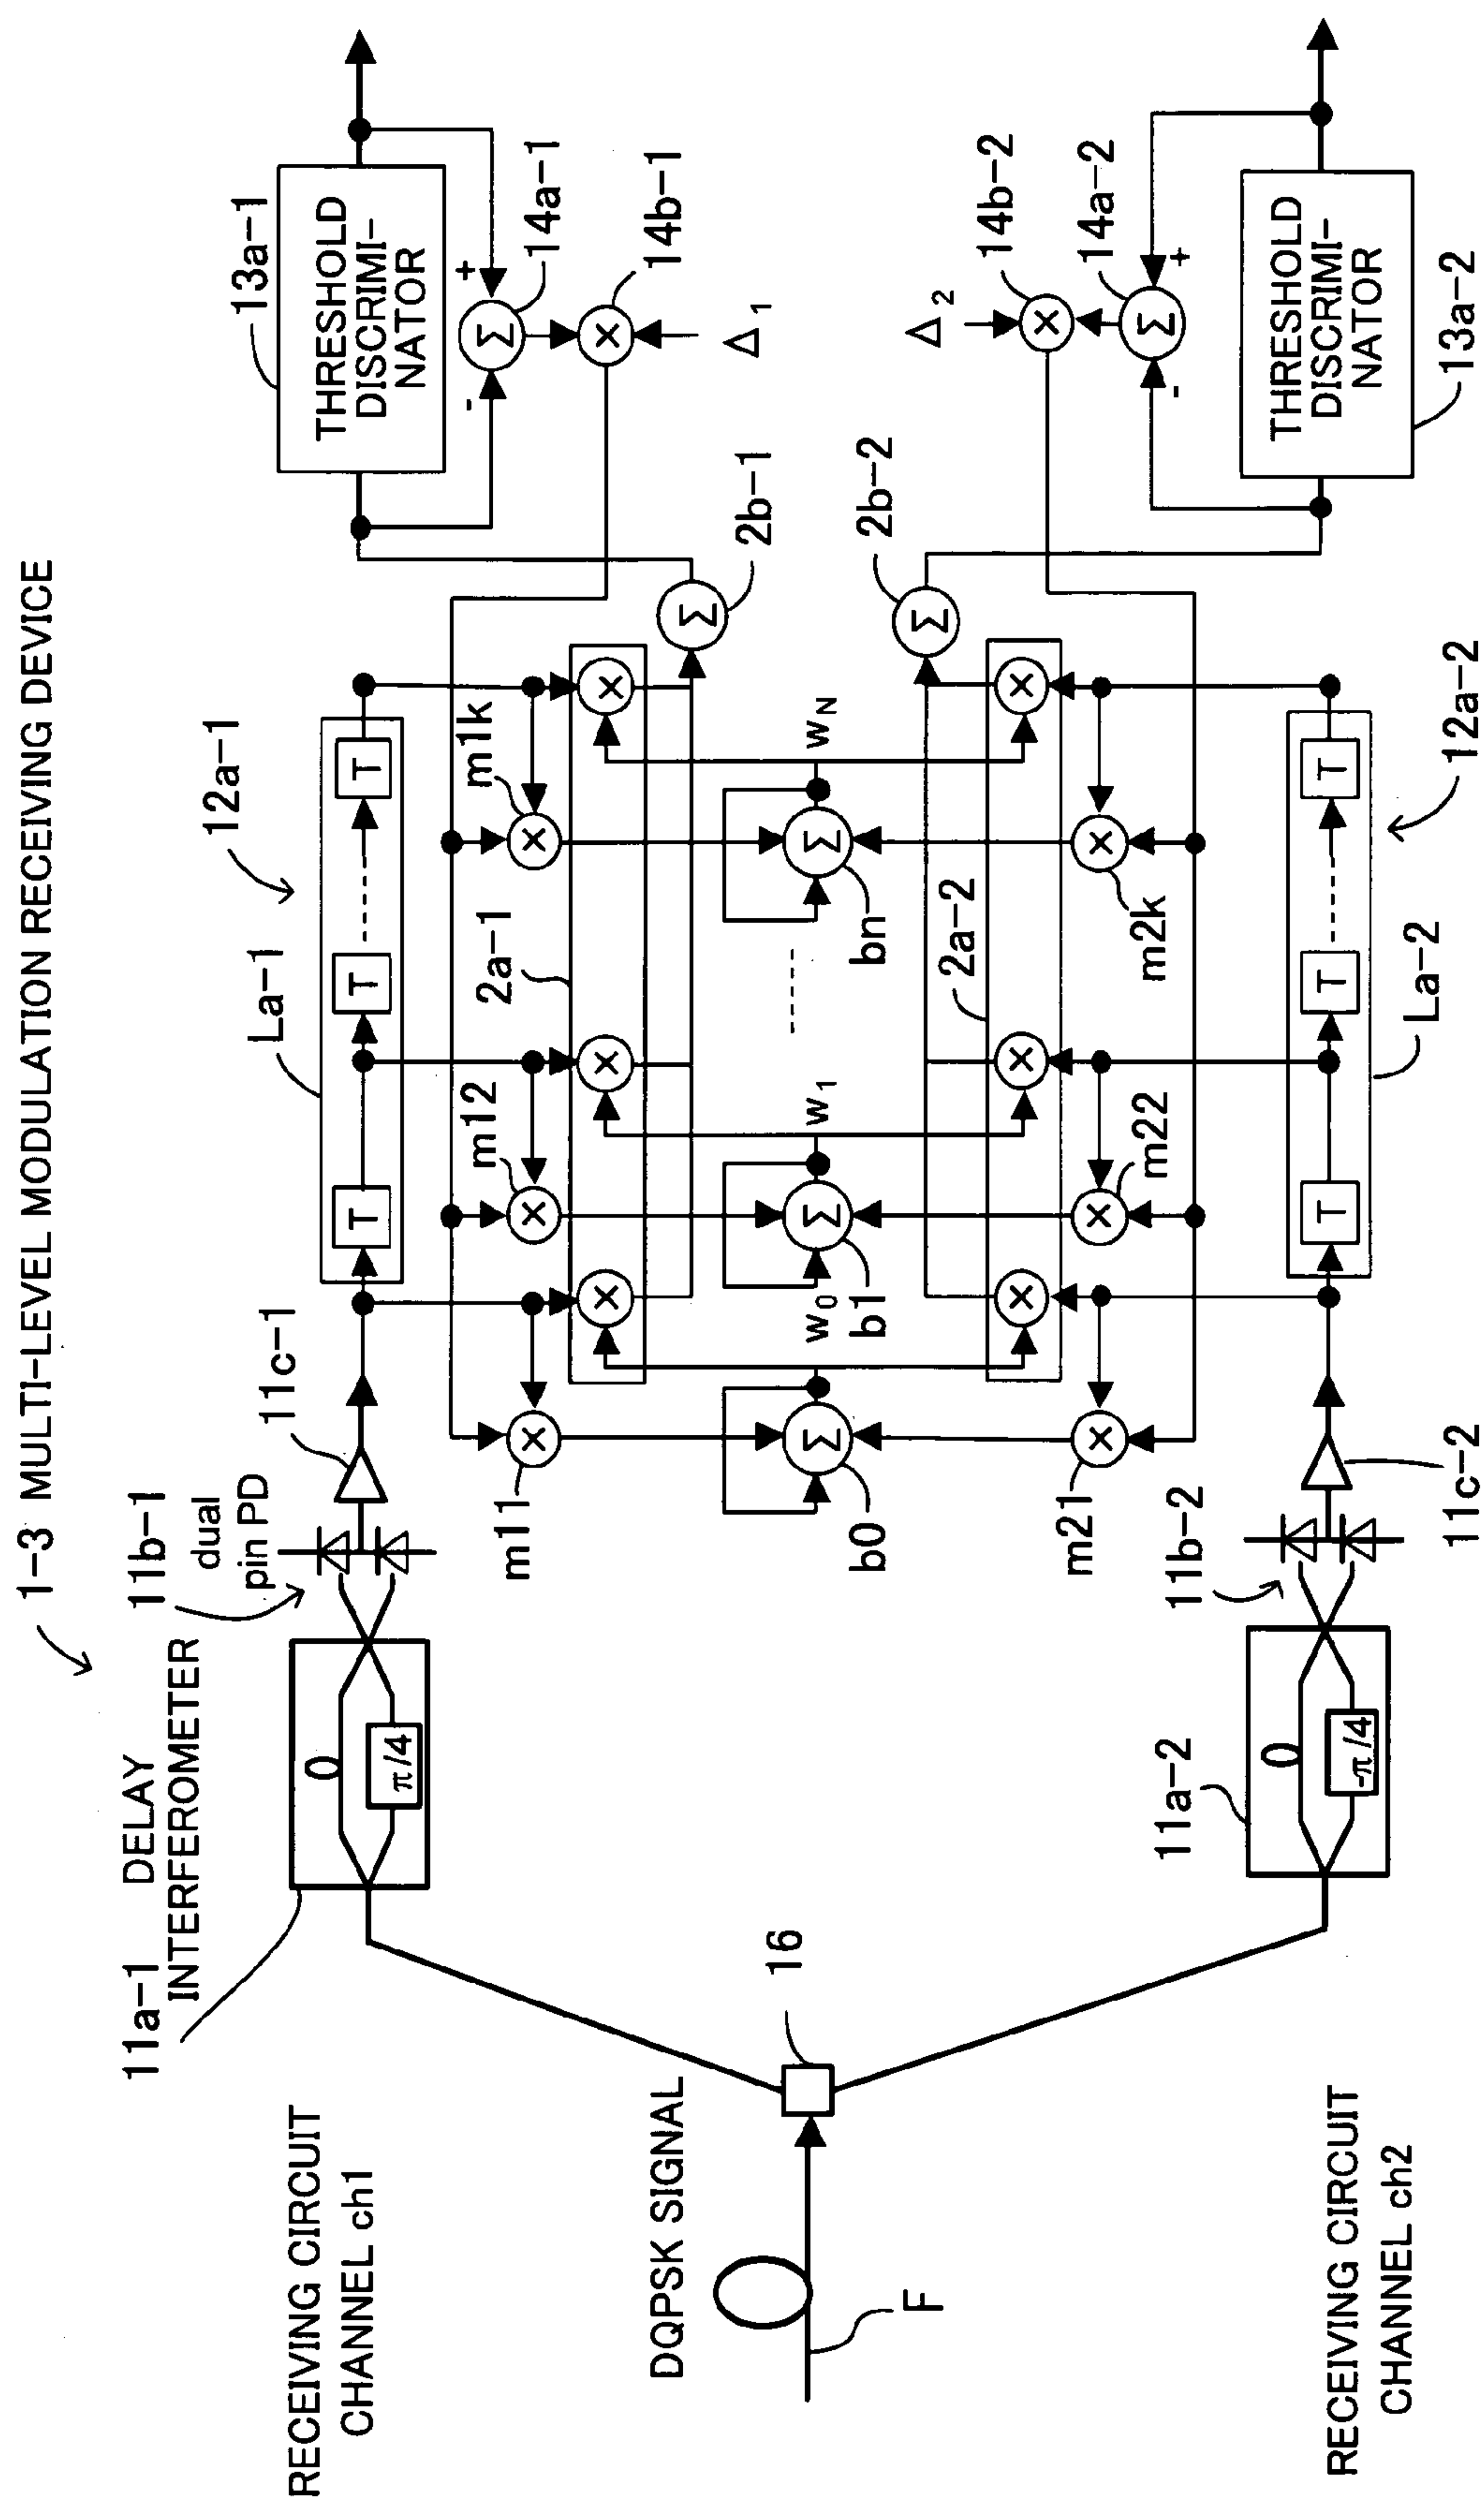 1-3 MULTI-LEVEL MODULATION RECEIVING DEVICE
RECEIVING CIRCUIT
CHANNEL ch1
11a-1 DELAY
INTERFEROMETER
0
π/4
11b-1
dual
pin PD
11c-1
La-1
12a-1
T
T
T
13a-1
THRESHOLD
DISCRIMI-
NATOR
+
-
Σ
14a-1
×
14b-1
Δ1
m11
×
m12
×
m1k
×
2a-1
×
×
×
Σ
2b-1
DQPSK SIGNAL
F
16
b0
Σ
w0
b1
Σ
w1
bn
Σ
wN
2a-2
×
×
×
Σ
2b-2
m21
×
m22
×
m2k
×
Δ2
×
14b-2
Σ
14a-2
+
-
THRESHOLD
DISCRIMI-
NATOR
13a-2
RECEIVING CIRCUIT
CHANNEL ch2
11a-2
0
-π/4
11b-2
11c-2
T
T
T
La-2
12a-2